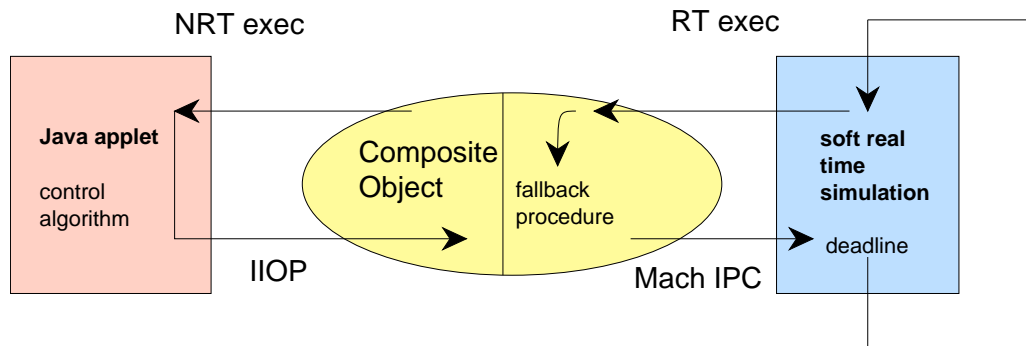 NRT exec
RT exec
Java applet
control
algorithm
Composite
Object
fallback
procedure
soft real
time
simulation
deadline
IIOP
Mach IPC